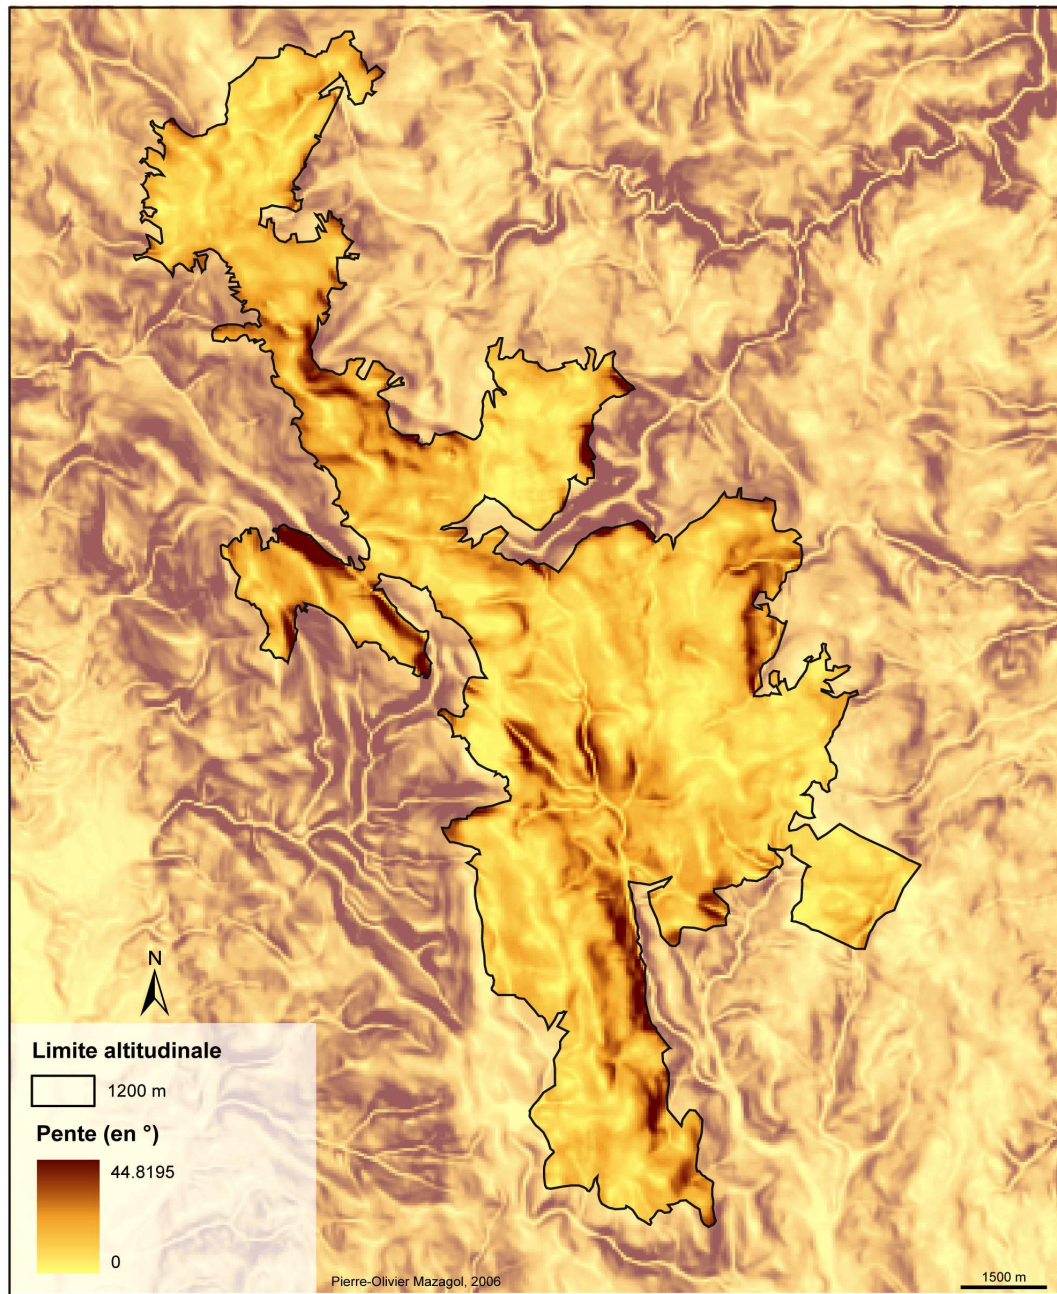 N
Limite altitudinale
1200 m
Pente (en °)
44.8195
0
Pierre-Olivier Mazagol, 2006
1500 m